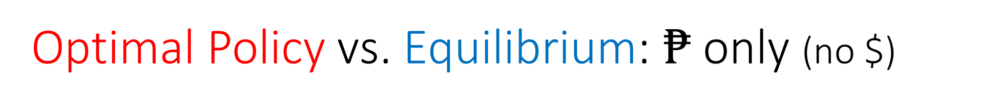 Optimal Policy vs. Equilibrium: ₱ only (no $)